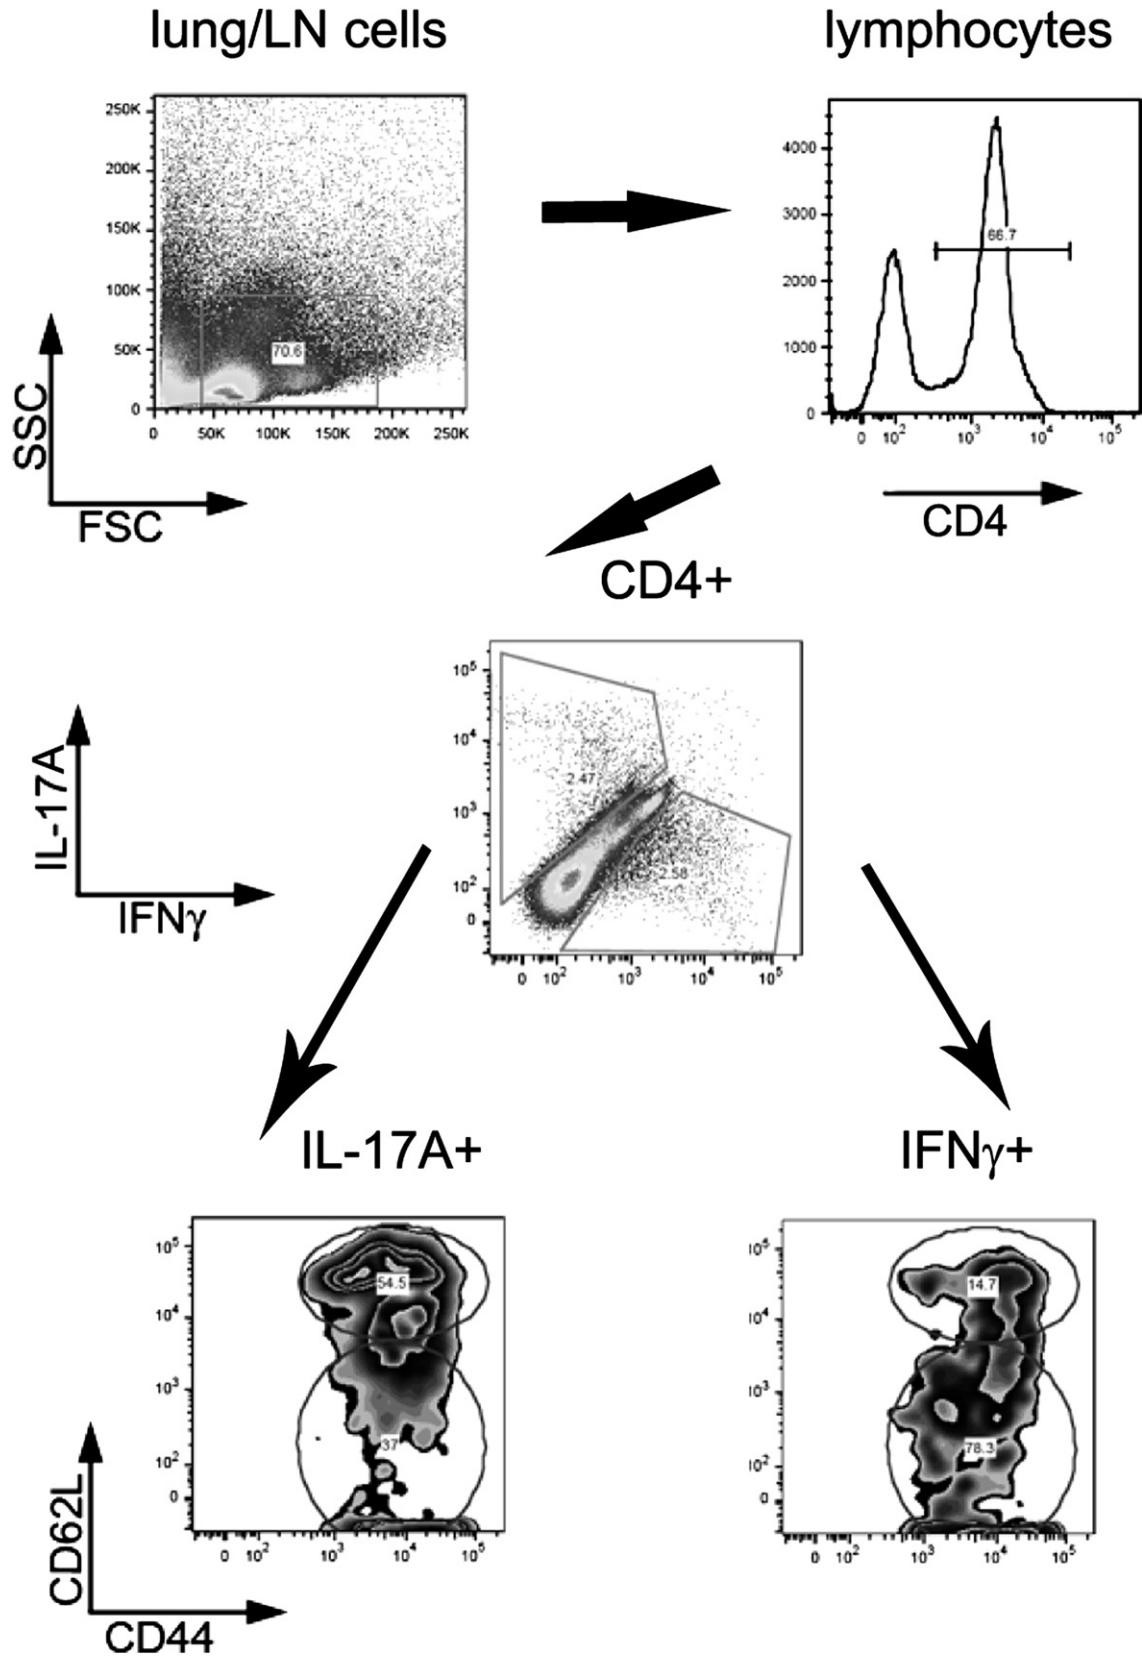 lung/LN cells
lymphocytes
250K
200K
150K
100K
50K
0
70.6
0 50K 100K 150K 200K 250K
SSC
FSC
4000
3000
2000
1000
0
66.7
0 10² 10³ 10⁴ 10⁵
CD4
CD4+
10⁵
10⁴
10³
10²
0
2.47
2.58
0 10² 10³ 10⁴ 10⁵
IL-17A
IFNγ
IL-17A+
IFNγ+
10⁵
10⁴
10³
10²
0
54.5
37
0 10² 10³ 10⁴ 10⁵
10⁵
10⁴
10³
10²
0
14.7
78.3
0 10² 10³ 10⁴ 10⁵
CD62L
CD44